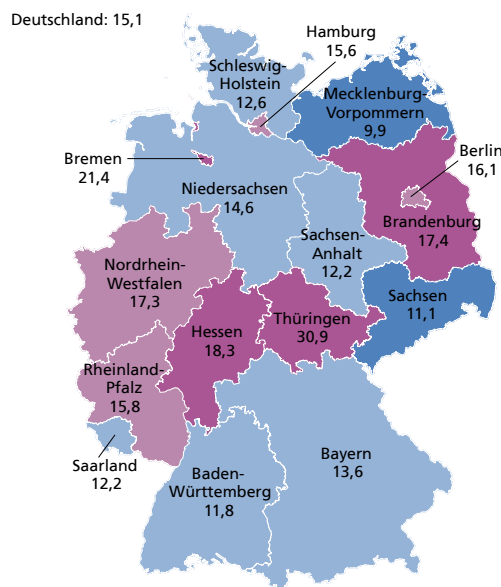 Deutschland: 15,1
Hamburg
15,6
Schleswig-
Holstein
12,6
Mecklenburg-
Vorpommern
9,9
Bremen
21,4
Berlin
16,1
Niedersachsen
14,6
Brandenburg
17,4
Sachsen-
Anhalt
12,2
Nordrhein-
Westfalen
17,3
Sachsen
11,1
Hessen
18,3
Thüringen
30,9
Rheinland-
Pfalz
15,8
Saarland
12,2
Baden-
Württemberg
11,8
Bayern
13,6